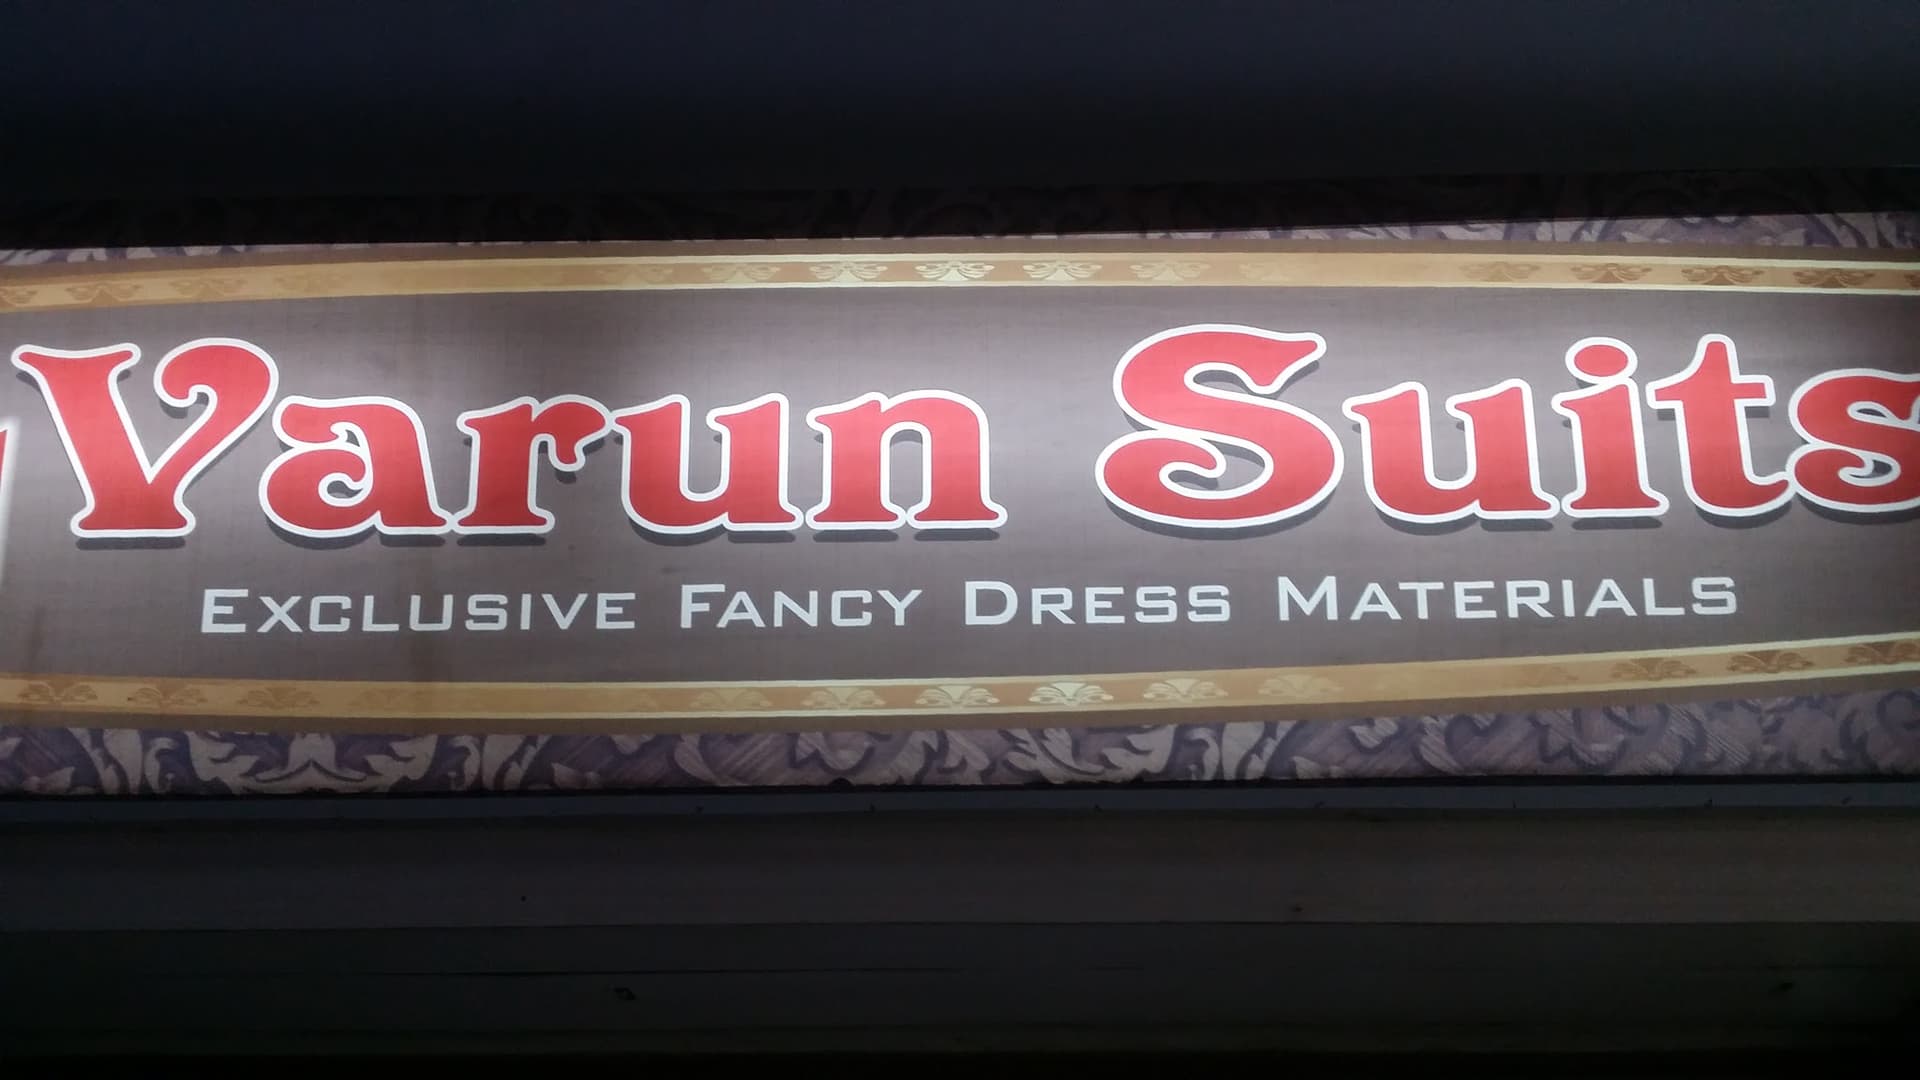 Varun Suits
EXCLUSIVE FANCY DRESS MATERIALS